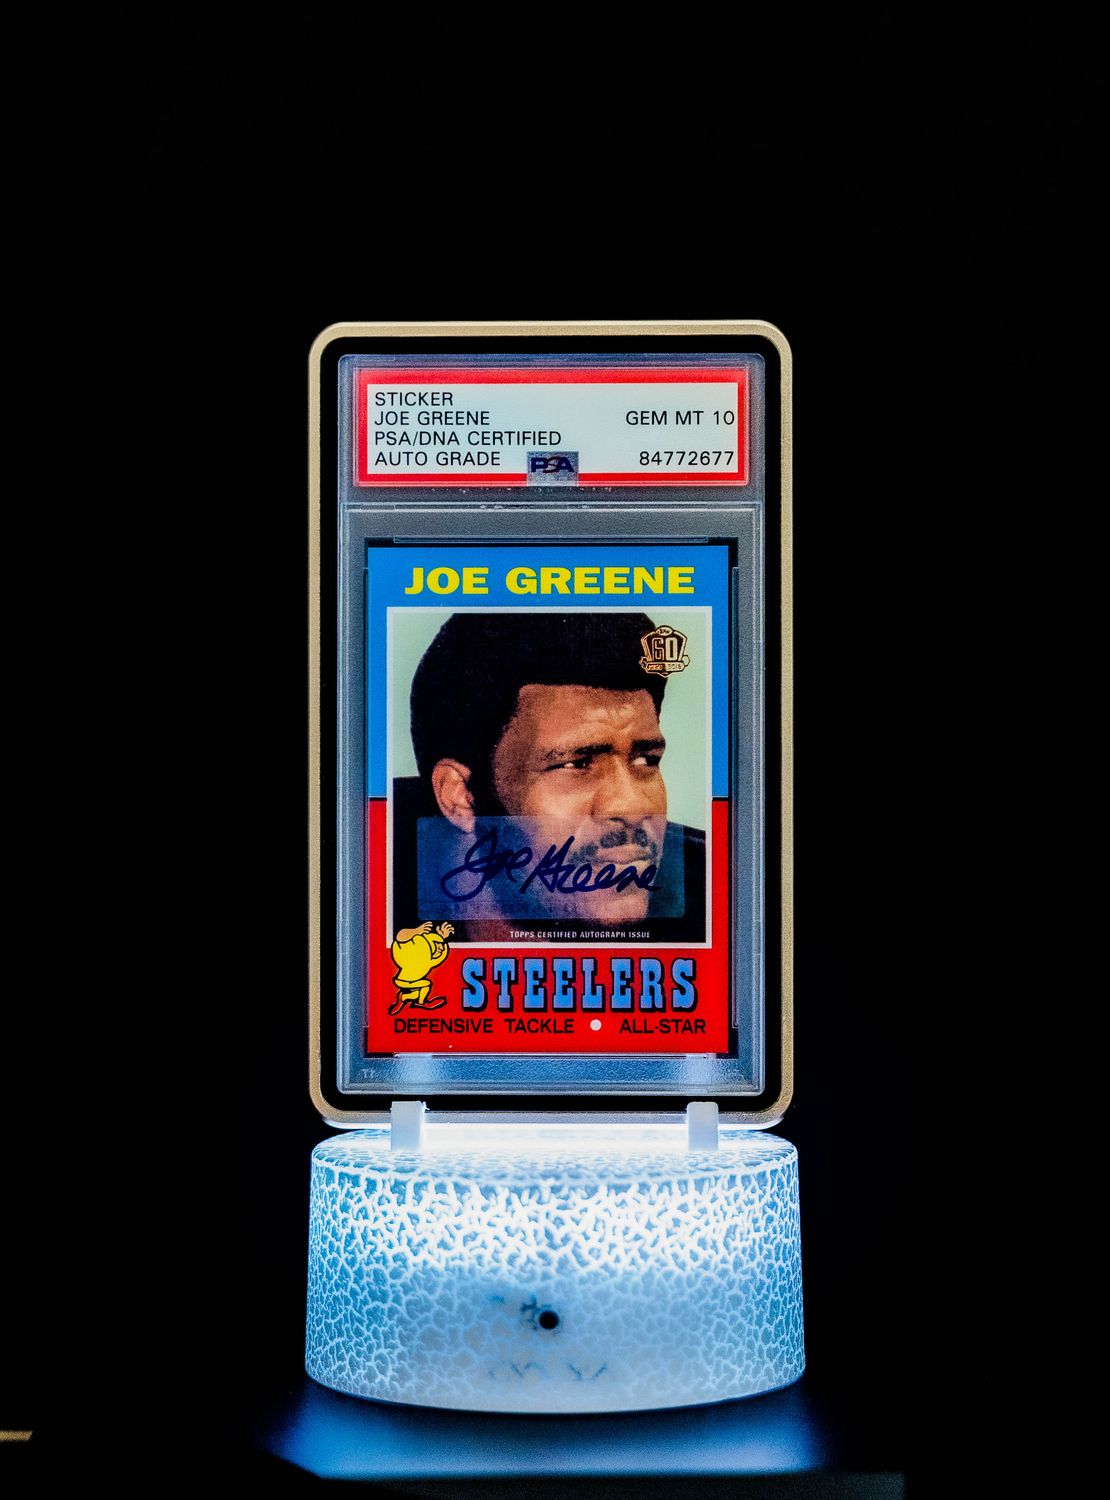 STICKER
JOE GREENE GEM MT 10
PSA/DNA CERTIFIED
AUTO GRADE PSA 84772677
JOE GREENE
60
Joe Greene
TOPPS CERTIFIED AUTOGRAPH ISSUE
STEELERS
DEFENSIVE TACKLE • ALL-STAR